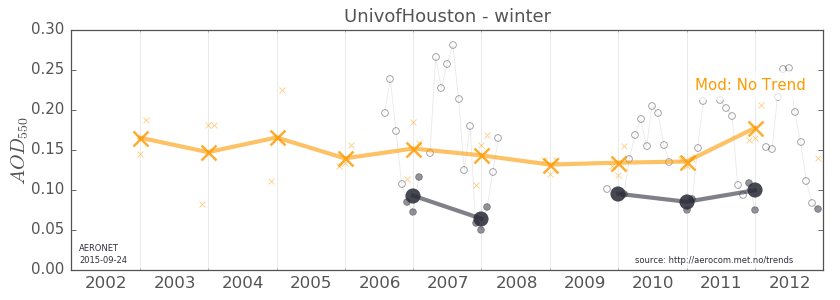 UnivofHouston - winter
0.30
0.25
0.20
0.15
0.10
0.05
0.00
AOD550
Mod: No Trend
AERONET
2015-09-24
source: http://aerocom.met.no/trends
2002 2003 2004 2005 2006 2007 2008 2009 2010 2011 2012